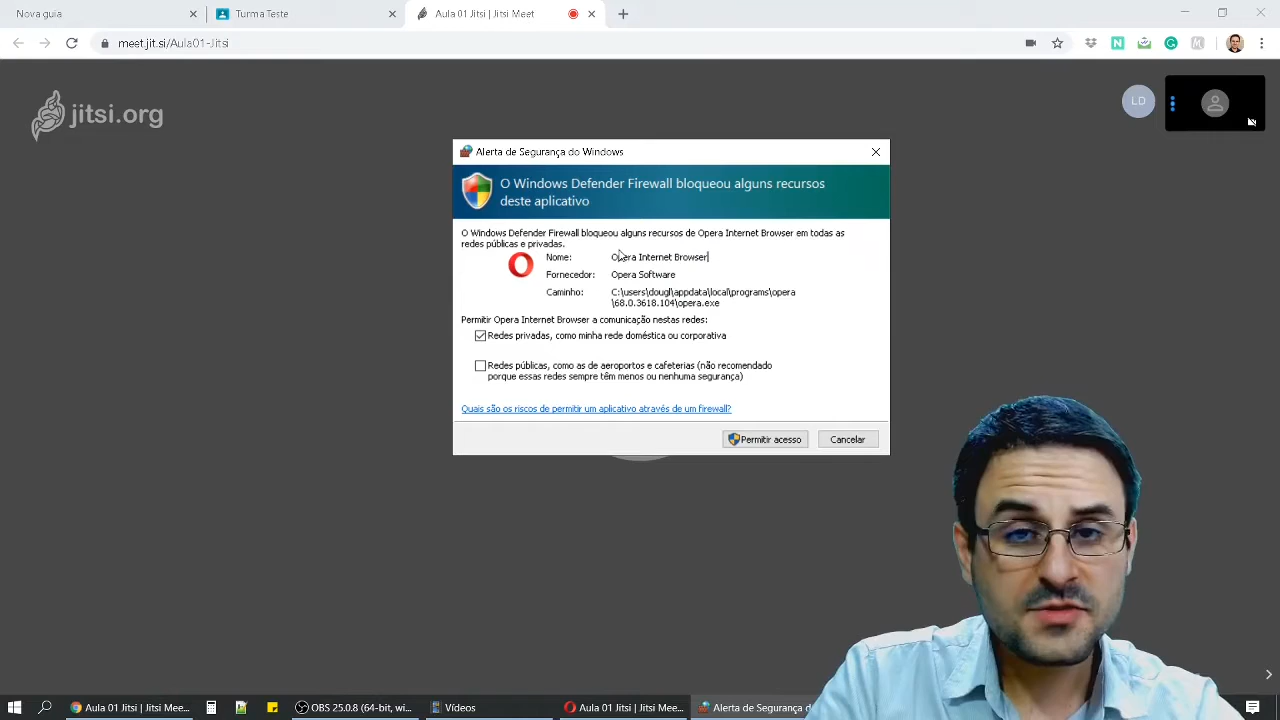 Nova guia
Turma Teste
Aula 01 Jitsi | Jitsi Meet
meet.jit.si/Aula01-Jitsi
jitsi.org
LD
Alerta de Segurança do Windows
O Windows Defender Firewall bloqueou alguns recursos
deste aplicativo
O Windows Defender Firewall bloqueou alguns recursos de Opera Internet Browser em todas as
redes públicas e privadas.
Nome: Opera Internet Browser
Fornecedor: Opera Software
Caminho: C:\users\dougl\appdata\local\programs\opera
\68.0.3618.104\opera.exe
Permitir Opera Internet Browser a comunicação nestas redes:
Redes privadas, como minha rede doméstica ou corporativa
Redes públicas, como as de aeroportos e cafeterias (não recomendado
porque essas redes sempre têm menos ou nenhuma segurança)
Quais são os riscos de permitir um aplicativo através de um firewall?
Permitir acesso Cancelar
Aula 01 Jitsi | Jitsi Mee... OBS 25.0.8 (64-bit, wi... Vídeos Aula 01 Jitsi | Jitsi Mee... Alerta de Segurança do